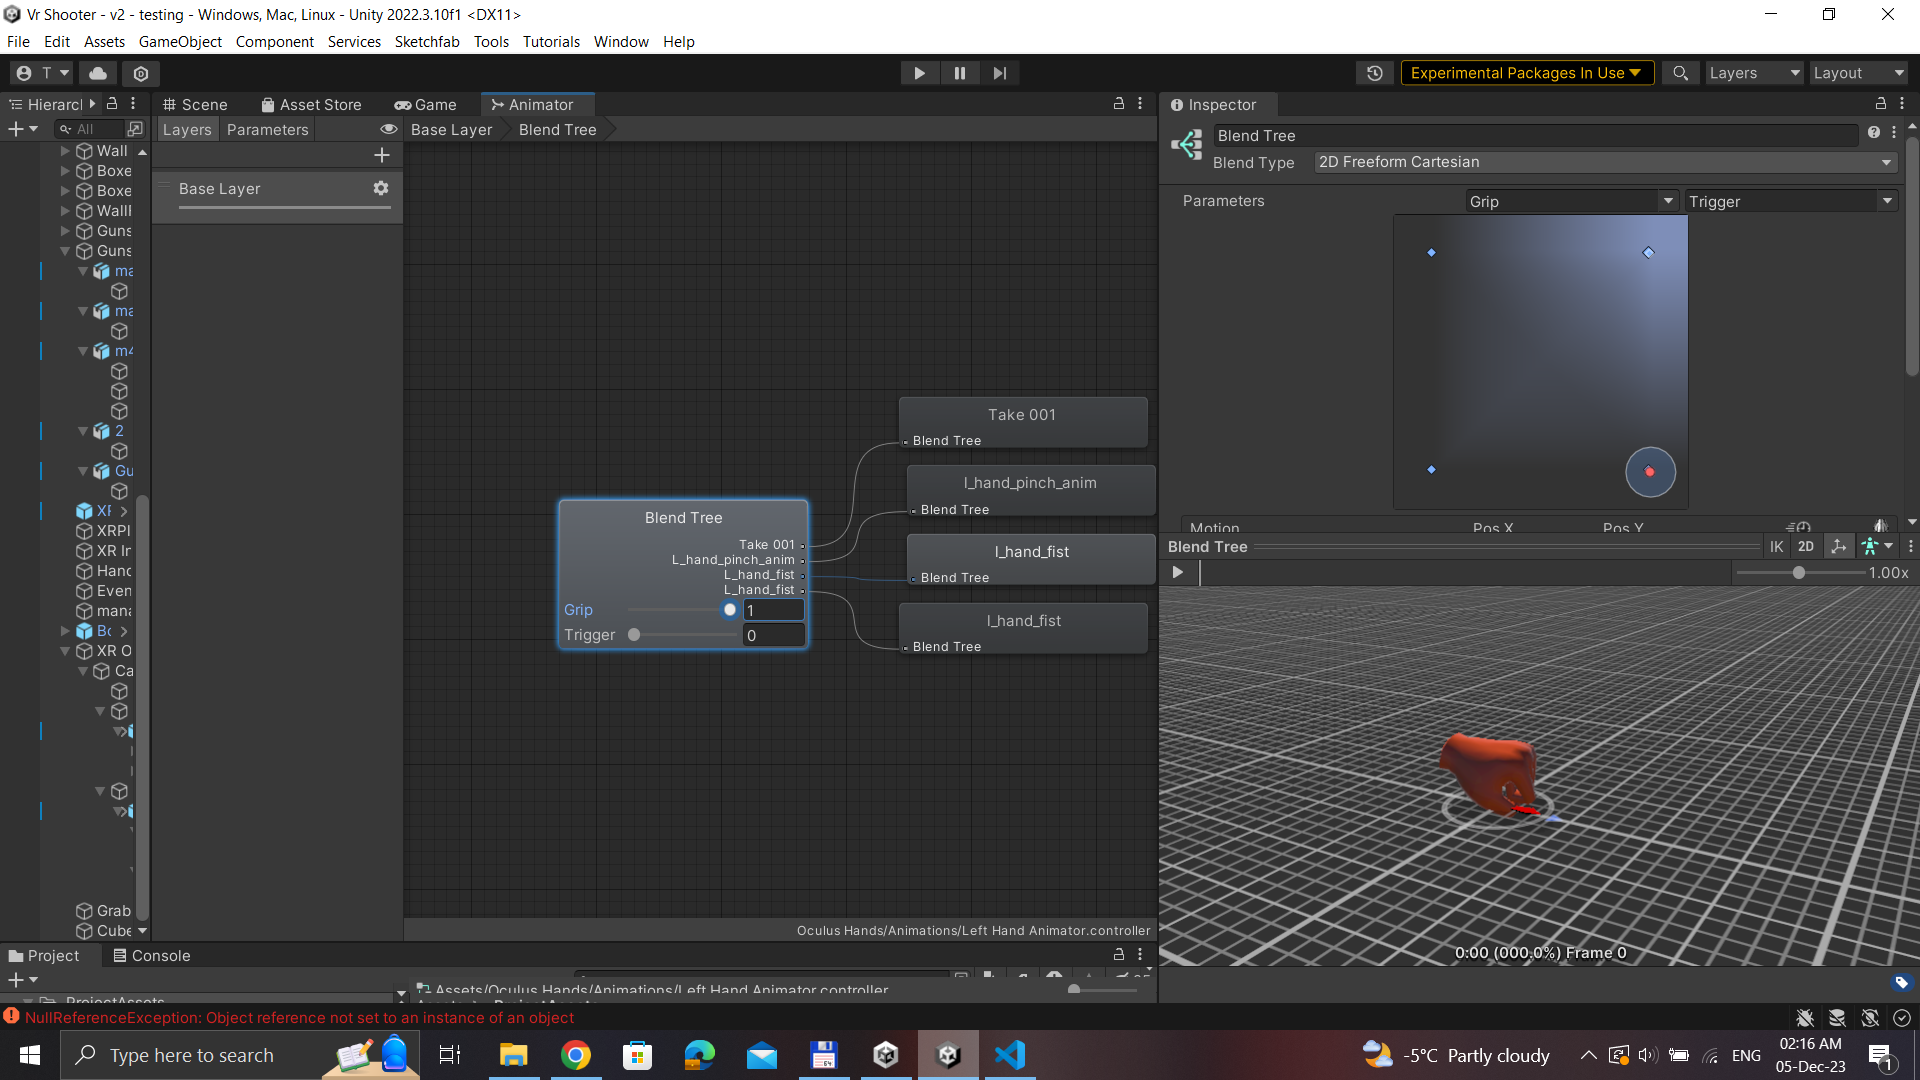 Vr Shooter - v2 - testing - Windows, Mac, Linux - Unity 2022.3.10f1 <DX11>
File Edit Assets GameObject Component Services Sketchfab Tools Tutorials Window Help
T Experimental Packages In Use Layers Layout
Hierarcl Scene Asset Store Game Animator Inspector
All Layers Parameters Base Layer Blend Tree
Blend Tree
Blend Type 2D Freeform Cartesian
Parameters Grip Trigger
Base Layer
Wall
Boxe
Boxe
Wall
Guns
Guns
ma
ma
m4
2
Gu
XF
XRPI
XR In
Hand
Even
mana
Bc
XR O
Ca
Grab
Cube
Take 001
Blend Tree
l_hand_pinch_anim
Blend Tree
l_hand_fist
Blend Tree
l_hand_fist
Blend Tree
Blend Tree
Take 001
L_hand_pinch_anim
L_hand_fist
L_hand_fist
Grip 1
Trigger 0
Motion Pos X Pos Y
Blend Tree IK 2D
1.00x
0:00 (000.0%) Frame 0
Oculus Hands/Animations/Left Hand Animator.controller
Project Console
ProjectAssets
Assets/Oculus Hands/Animations/Left Hand Animator.controller
NullReferenceException: Object reference not set to an instance of an object
Type here to search
64
-5°C Partly cloudy
ENG
02:16 AM
05-Dec-23
1